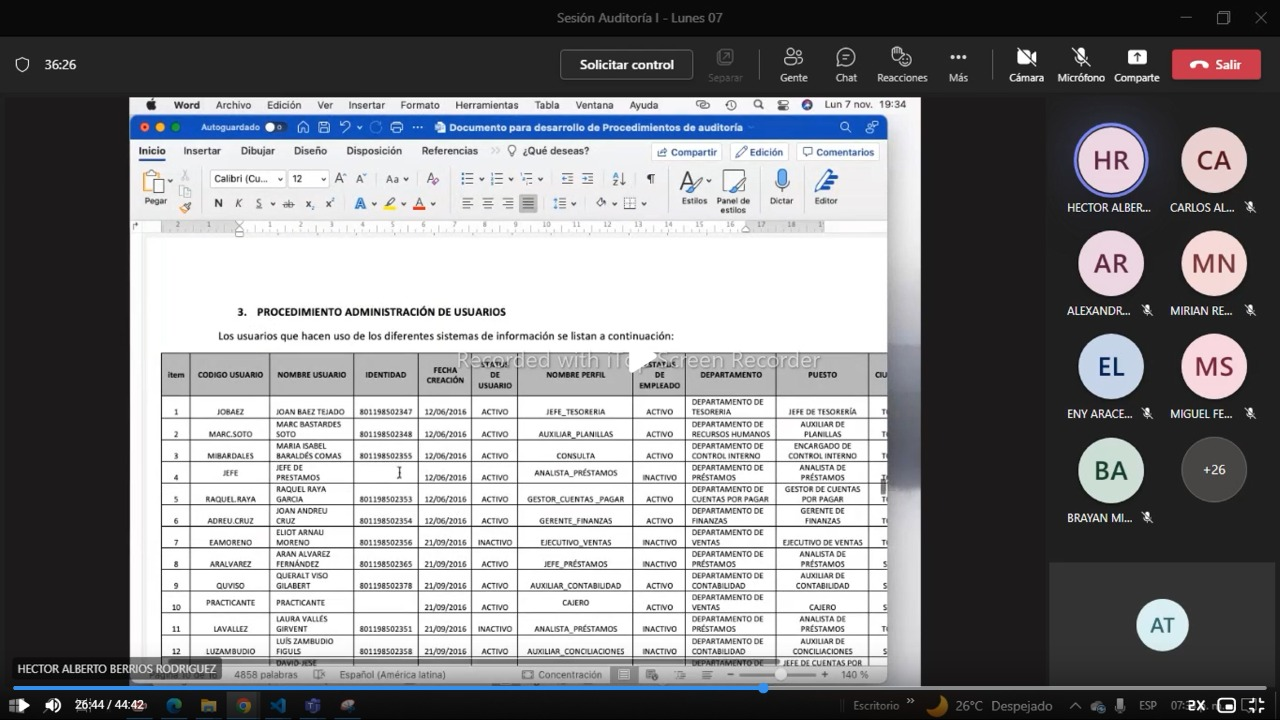 Sesión Auditoría I - Lunes 07
36:26
Solicitar control
Separar
Gente
Chat
Reacciones
Más
Cámara
Micrófono
Comparte
Salir
Word Archivo Edición Ver Insertar Formato Herramientas Tabla Ventana Ayuda Lun 7 nov. 19:34
Autoguardado Documento para desarrollo de Procedimientos de auditoría
Inicio Insertar Dibujar Diseño Disposición Referencias ¿Qué deseas? Compartir Edición Comentarios
Pegar Calibri (Cu... 12 Estilos Panel de estilos Dictar Editor
3. PROCEDIMIENTO ADMINISTRACIÓN DE USUARIOS
Los usuarios que hacen uso de los diferentes sistemas de información se listan a continuación:
Recorded with iTop Screen Recorder
item CODIGO USUARIO NOMBRE USUARIO IDENTIDAD FECHA CREACIÓN STATUS DE USUARIO NOMBRE PERFIL ESTATUS DE EMPLEADO DEPARTAMENTO PUESTO
1 JOBAEZ JOAN BAEZ TEJADO 801198502347 12/06/2016 ACTIVO JEFE_TESORERIA ACTIVO DEPARTAMENTO DE TESORERIA JEFE DE TESORERÍA
2 MARC.SOTO MARC BASTARDES SOTO 801198502348 12/06/2016 ACTIVO AUXILIAR_PLANILLAS ACTIVO DEPARTAMENTO DE RECURSOS HUMANOS AUXILIAR DE PLANILLAS
3 MIBARDALES MARIA ISABEL BARALDÉS COMAS 801198502355 12/06/2016 ACTIVO CONSULTA ACTIVO DEPARTAMENTO DE CONTROL INTERNO ENCARGADO DE CONTROL INTERNO
4 JEFE JEFE DE PRESTAMOS 12/06/2016 ACTIVO ANALISTA_PRÉSTAMOS INACTIVO DEPARTAMENTO DE PRÉSTAMOS ANALISTA DE PRÉSTAMOS
5 RAQUEL.RAYA RAQUEL RAYA GARCIA 801198502353 12/06/2016 ACTIVO GESTOR_CUENTAS _PAGAR ACTIVO DEPARTAMENTO DE CUENTAS POR PAGAR GESTOR DE CUENTAS POR PAGAR
6 ADREU.CRUZ JOAN ANDREU CRUZ 801198502354 12/06/2016 ACTIVO GERENTE_FINANZAS ACTIVO DEPARTAMENTO DE FINANZAS GERENTE DE FINANZAS
7 EAMORENO ELIOT ARNAU MORENO 801198502356 21/09/2016 INACTIVO EJECUTIVO_VENTAS INACTIVO DEPARTAMENTO DE VENTAS EJECUTIVO DE VENTAS
8 ARALVAREZ ARAN ALVAREZ FERNÁNDEZ 801198502365 21/09/2016 ACTIVO JEFE_PRÉSTAMOS INACTIVO DEPARTAMENTO DE PRÉSTAMOS ANALISTA DE PRÉSTAMOS
9 QUVISO QUERALT VISO GILABERT 801198502378 21/09/2016 ACTIVO AUXILIAR_CONTABILIDAD ACTIVO DEPARTAMENTO DE CONTABILIDAD AUXILIAR DE CONTABILIDAD
10 PRACTICANTE PRACTICANTE 21/09/2016 ACTIVO CAJERO ACTIVO DEPARTAMENTO DE VENTAS CAJERO
11 LAVALLEZ LAURA VALLÉS GIRVENT 801198502351 21/09/2016 INACTIVO ANALISTA_PRÉSTAMOS INACTIVO DEPARTAMENTO DE PRÉSTAMOS ANALISTA DE PRÉSTAMOS
12 LUZAMBUDIO LUÍS ZAMBUDIO FIGULS 801198502358 21/09/2016 ACTIVO AUXILIAR_CONCILIACIONES ACTIVO DEPARTAMENTO DE CONTABILIDAD AUXILIAR DE CONCILIACIONES
DEPARTAMENTO DE JEFE DE CUENTAS POR
4858 palabras Español (América latina) Concentración 140 %
HR
HECTOR ALBER...
CA
CARLOS AL...
AR
ALEXANDR...
MN
MIRIAN RE...
EL
ENY ARACE...
MS
MIGUEL FE...
BA
BRAYAN MI...
+26
AT
HECTOR ALBERTO BERRIOS RODRIGUEZ
26:44 / 44:42
Escritorio 26°C Despejado ESP 2X